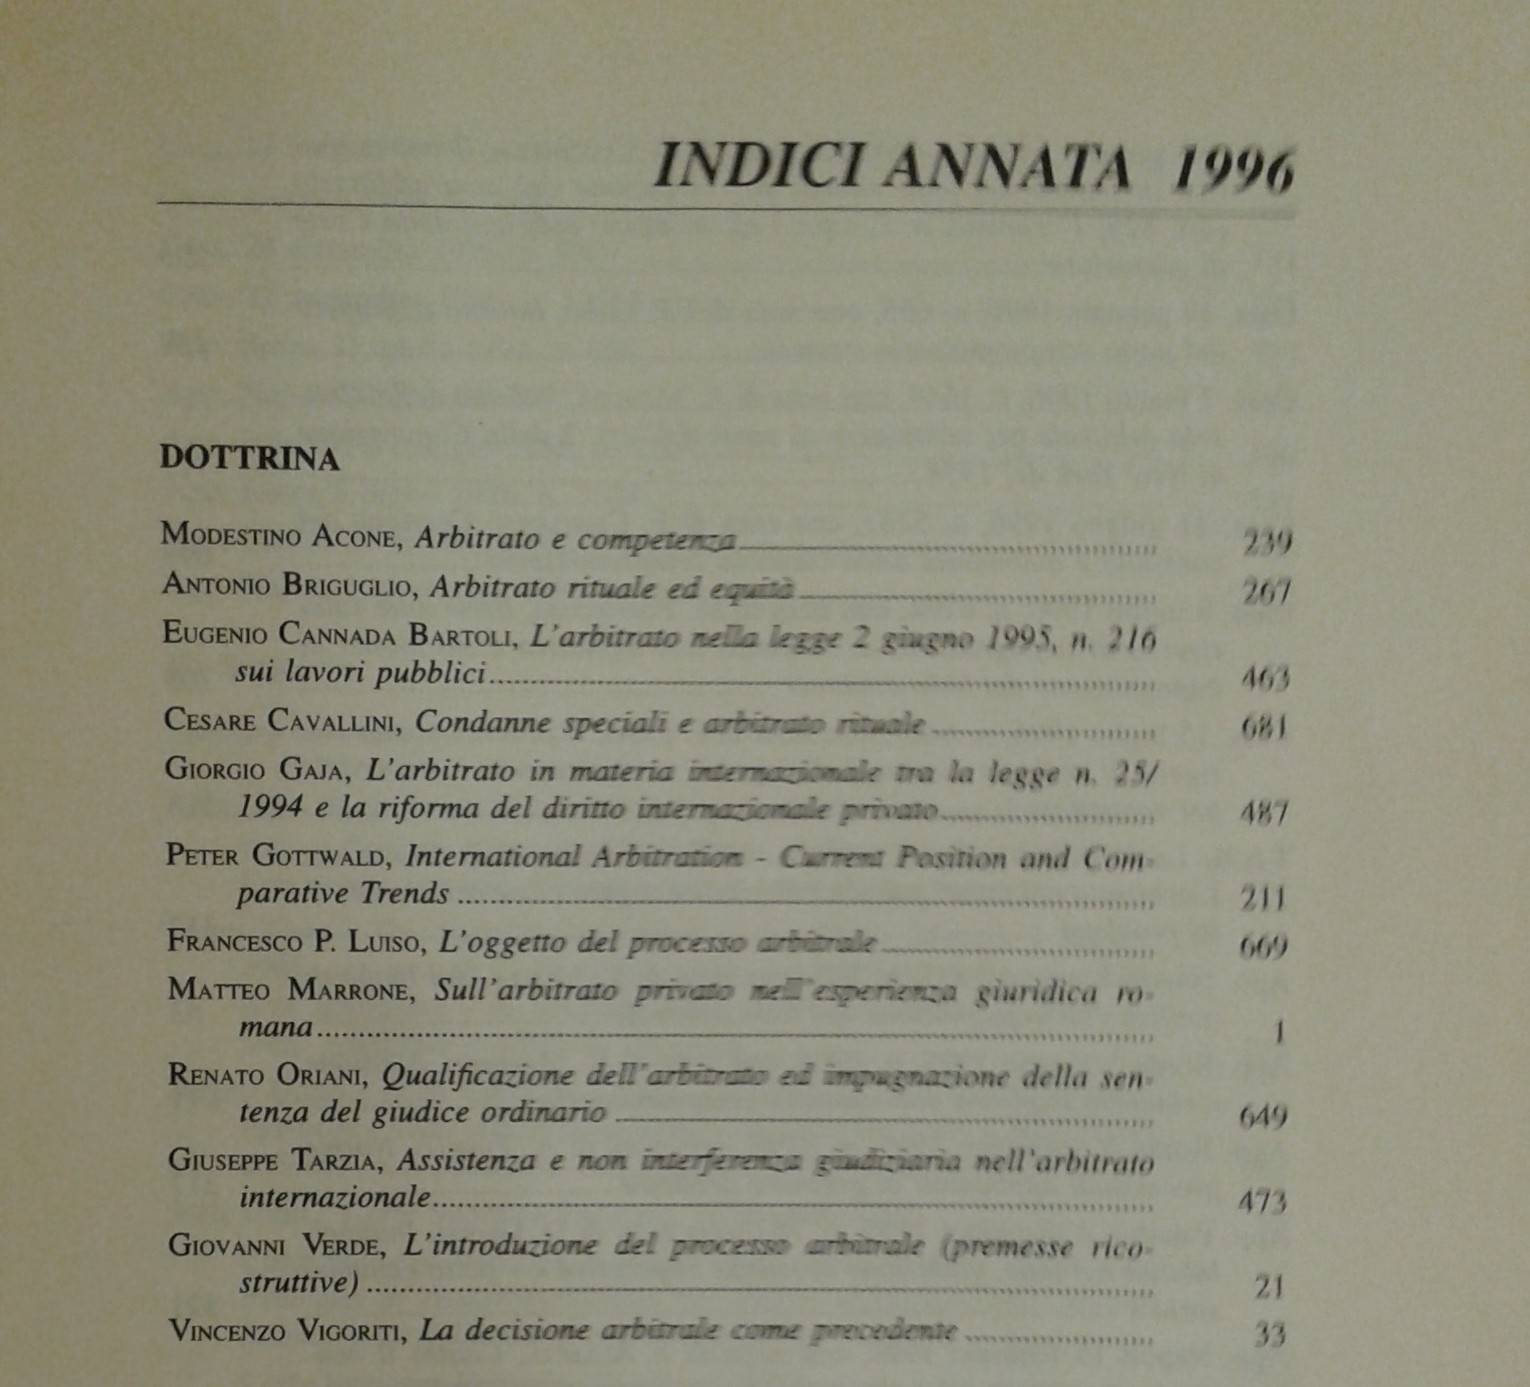 INDICI ANNATA 1996
DOTTRINA
MODESTINO ACONE, Arbitrato e competenza 239
ANTONIO BRIGUGLIO, Arbitrato rituale ed equità 267
EUGENIO CANNADA BARTOLI, L'arbitrato nella legge 2 giugno 1995, n. 216
sui lavori pubblici 463
CESARE CAVALLINI, Condanne speciali e arbitrato rituale 681
GIORGIO GAJA, L'arbitrato in materia internazionale tra la legge n. 25/
1994 e la riforma del diritto internazionale privato 487
PETER GOTTWALD, International Arbitration - Current Position and Com-
parative Trends 211
FRANCESCO P. LUISO, L'oggetto del processo arbitrale 669
MATTEO MARRONE, Sull'arbitrato privato nell'esperienza giuridica ro-
mana 1
RENATO ORIANI, Qualificazione dell'arbitrato ed impugnazione della sen-
tenza del giudice ordinario 649
GIUSEPPE TARZIA, Assistenza e non interferenza giudiziaria nell'arbitrato
internazionale 473
GIOVANNI VERDE, L'introduzione del processo arbitrale (premesse rico-
struttive) 21
VINCENZO VIGORITI, La decisione arbitrale come precedente 33